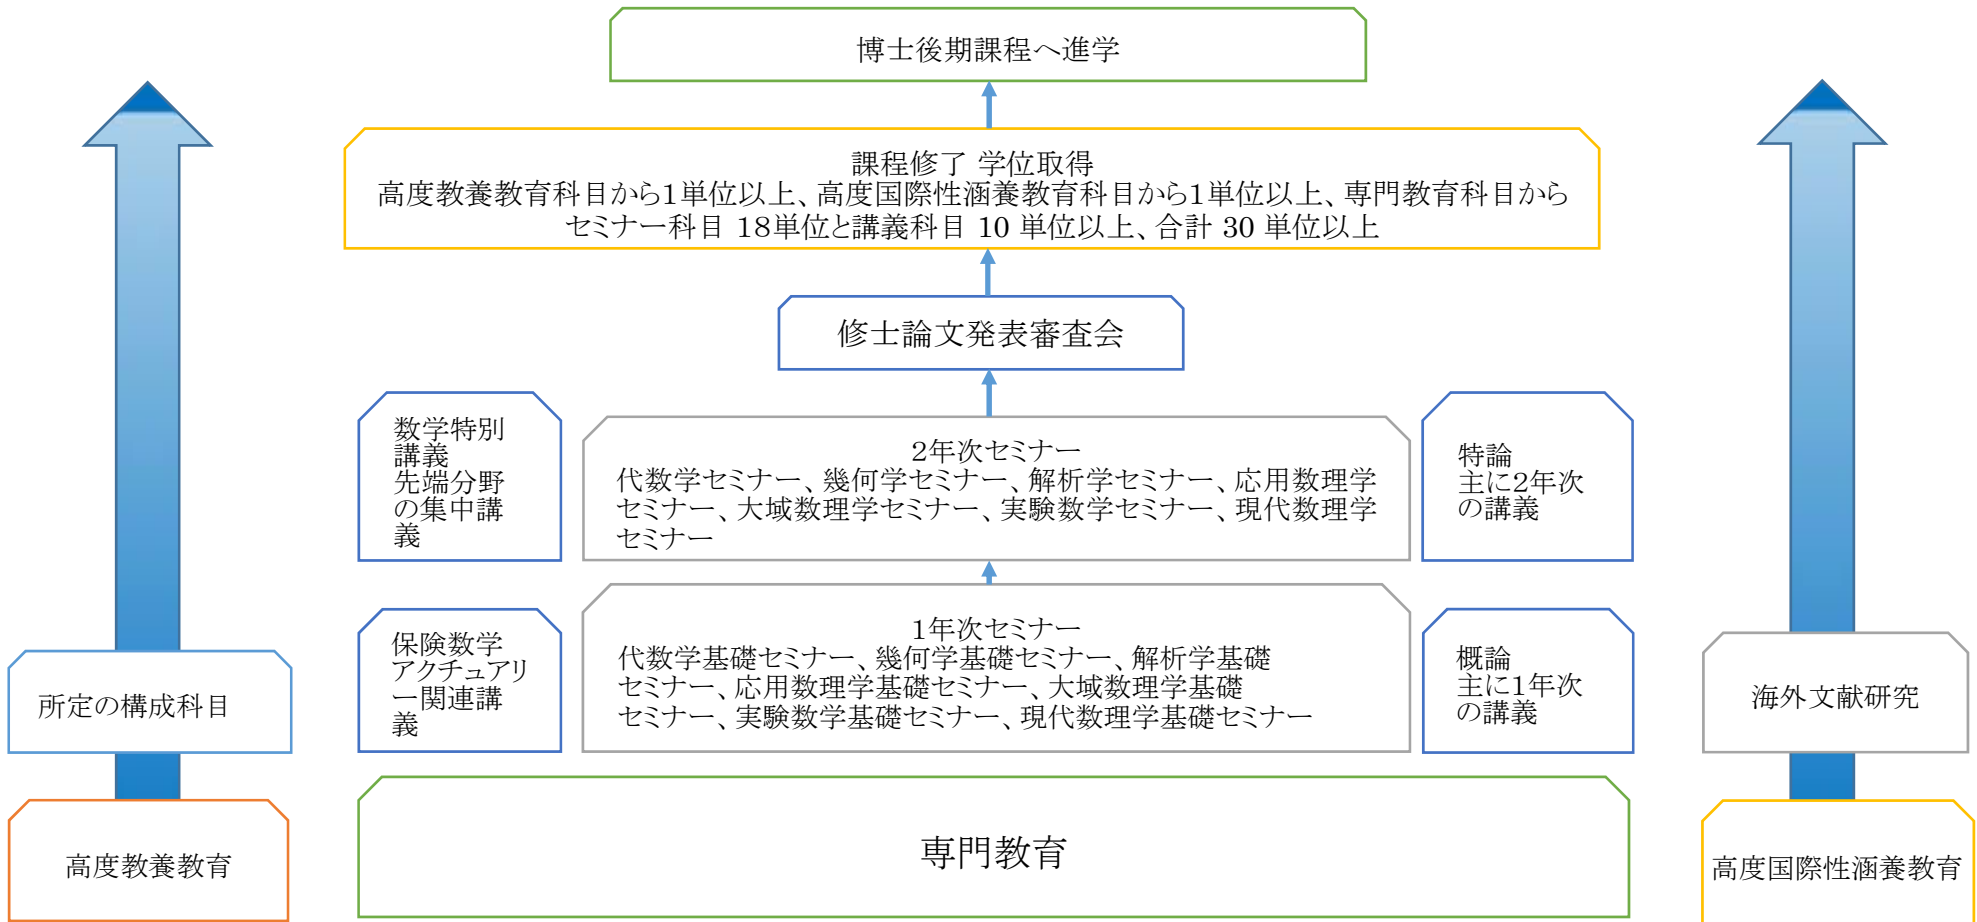 博士後期課程へ進学
課程修了 学位取得
高度教養教育科目から1単位以上、高度国際性涵養教育科目から1単位以上、専門教育科目から
セミナー科目 18単位と講義科目 10 単位以上、合計 30 単位以上
修士論文発表審査会
数学特別
講義
先端分野
の集中講
義
2年次セミナー
代数学セミナー、幾何学セミナー、解析学セミナー、応用数理学
セミナー、大域数理学セミナー、実験数学セミナー、現代数理学
セミナー
特論
主に2年次
の講義
保険数学
アクチュアリ
ー関連講
義
1年次セミナー
代数学基礎セミナー、幾何学基礎セミナー、解析学基礎
セミナー、応用数理学基礎セミナー、大域数理学基礎
セミナー、実験数学基礎セミナー、現代数理学基礎セミナー
概論
主に1年次
の講義
所定の構成科目
海外文献研究
高度教養教育
専門教育
高度国際性涵養教育